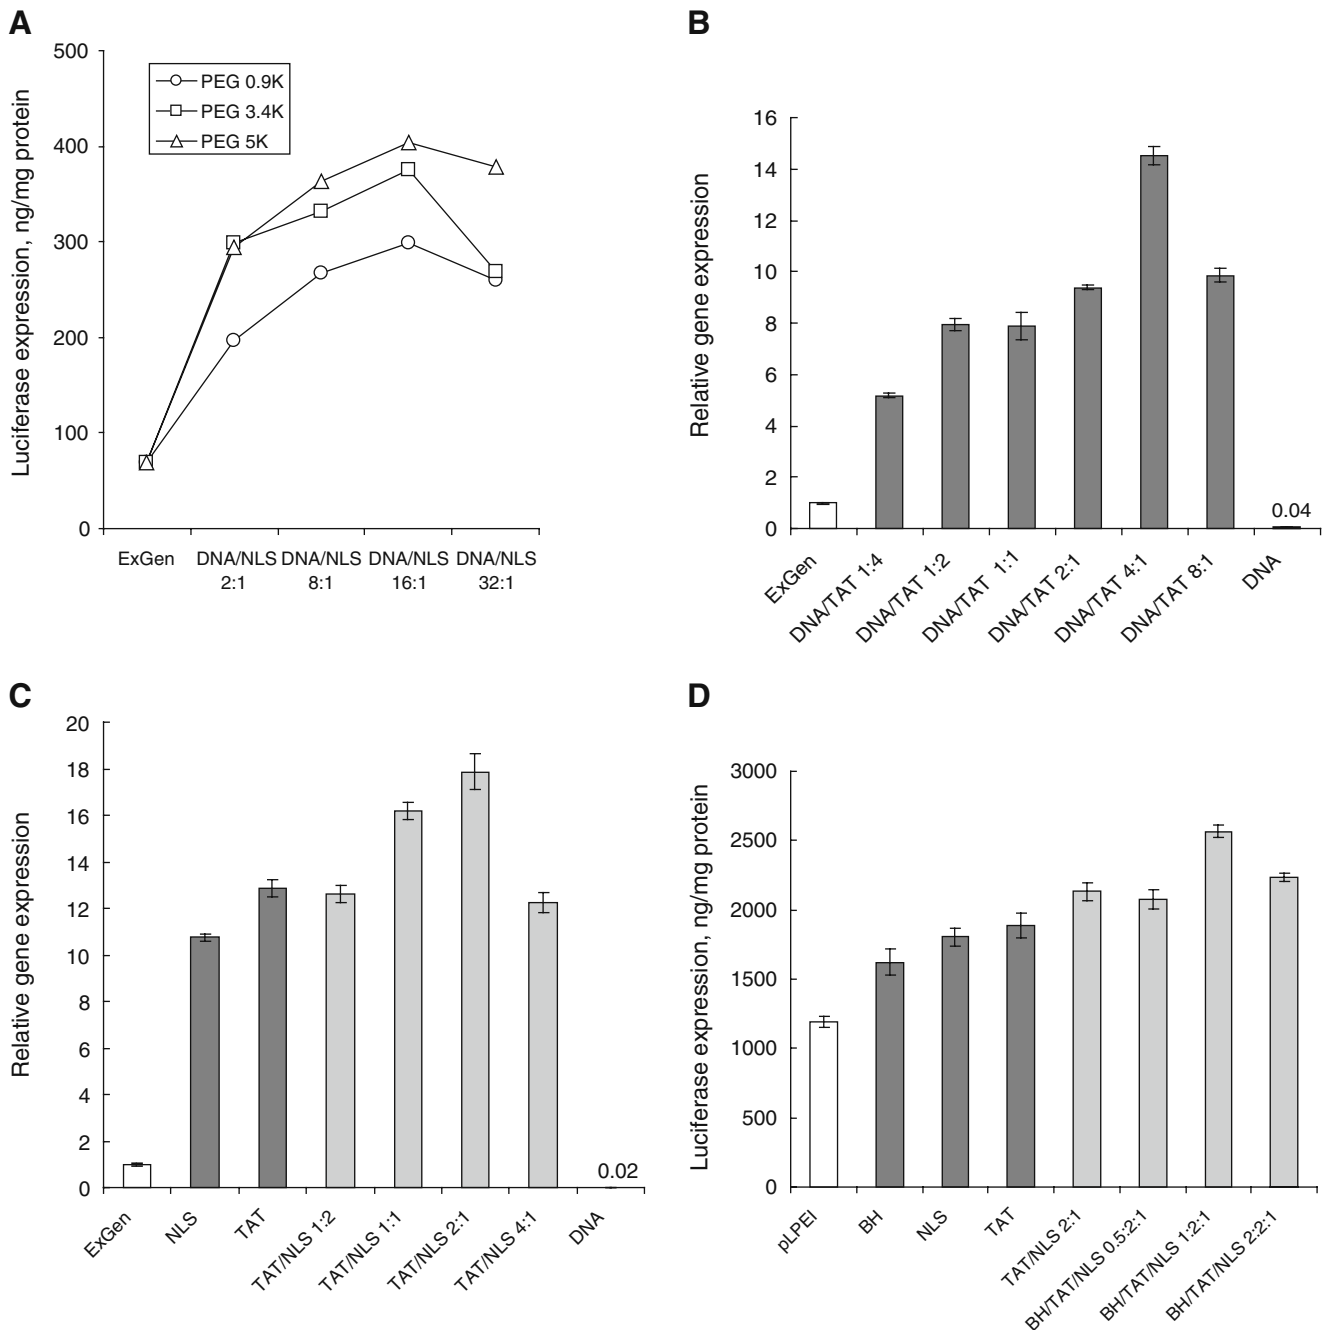 A
Luciferase expression, ng/mg protein
500
400
300
200
100
0
PEG 0.9K
PEG 3.4K
PEG 5K
ExGen
DNA/NLS 2:1
DNA/NLS 8:1
DNA/NLS 16:1
DNA/NLS 32:1
B
Relative gene expression
16
14
12
10
8
6
4
2
0
0.04
ExGen
DNA/TAT 1:4
DNA/TAT 1:2
DNA/TAT 1:1
DNA/TAT 2:1
DNA/TAT 4:1
DNA/TAT 8:1
DNA
C
Relative gene expression
20
18
16
14
12
10
8
6
4
2
0
0.02
ExGen
NLS
TAT
TAT/NLS 1:2
TAT/NLS 1:1
TAT/NLS 2:1
TAT/NLS 4:1
DNA
D
Luciferase expression, ng/mg protein
3000
2500
2000
1500
1000
500
0
pLPEI
BH
NLS
TAT
TAT/NLS 2:1
BH/TAT/NLS 0.5:2:1
BH/TAT/NLS 1:2:1
BH/TAT/NLS 2:2:1